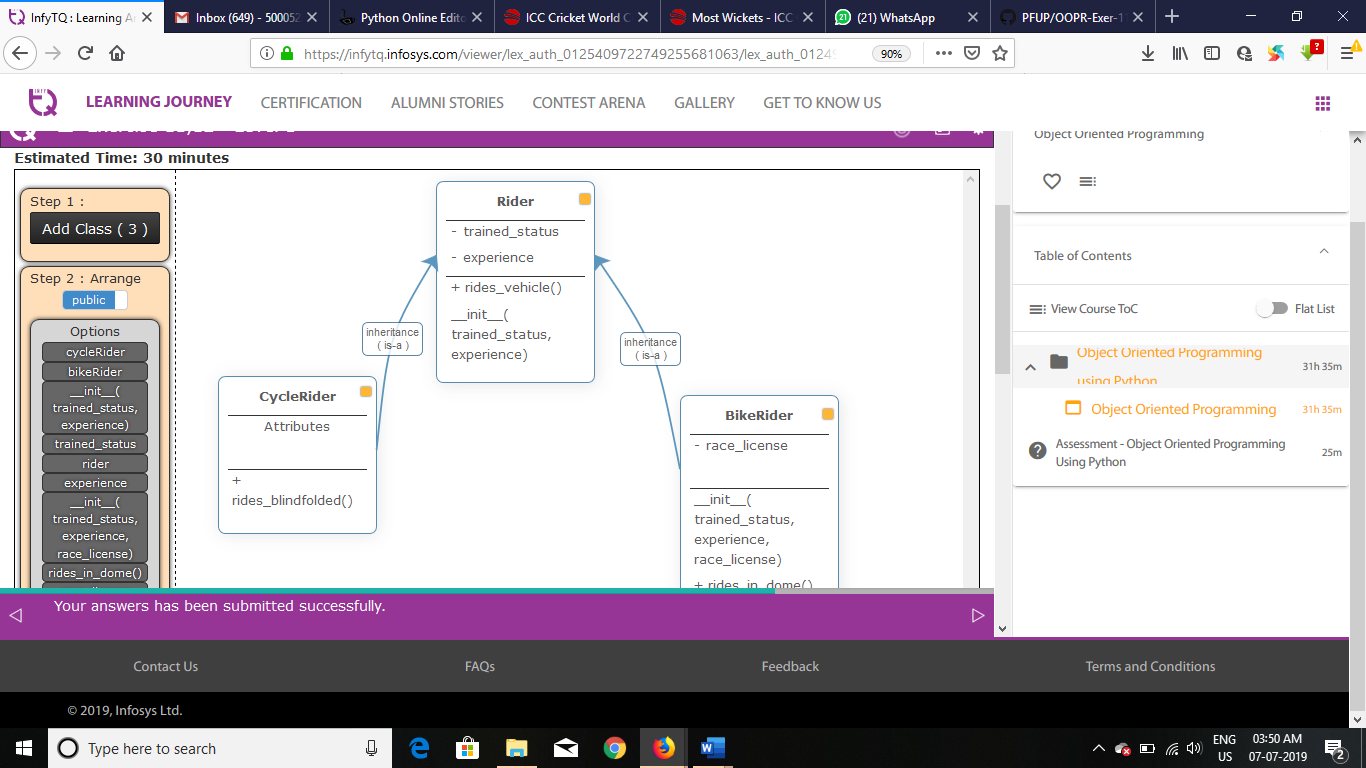 InfyTQ : Learning A
Inbox (649) - 500052
Python Online Edito
ICC Cricket World C
Most Wickets - ICC
(21) WhatsApp
PFUP/OOPR-Exer-1
https://infytq.infosys.com/viewer/lex_auth_0125409722749255681063/lex_auth_01249
90%
INFY
TQ
LEARNING JOURNEY
CERTIFICATION
ALUMNI STORIES
CONTEST ARENA
GALLERY
GET TO KNOW US
Estimated Time: 30 minutes
Step 1 :
Add Class ( 3 )
Step 2 : Arrange
public
Options
cycleRider
bikeRider
__init__(
trained_status,
experience)
trained_status
rider
experience
__init__(
trained_status,
experience,
race_license)
rides_in_dome()
Rider
- trained_status
- experience
+ rides_vehicle()
__init__(
trained_status,
experience)
inheritance
( is-a )
inheritance
( is-a )
CycleRider
Attributes
+
rides_blindfolded()
BikeRider
- race_license
__init__(
trained_status,
experience,
race_license)
+ rides_in_dome()
Your answers has been submitted successfully.
Object Oriented Programming
Table of Contents
View Course ToC
Flat List
Object Oriented Programming
using Python
31h 35m
Object Oriented Programming
31h 35m
Assessment - Object Oriented Programming
Using Python
25m
Contact Us
FAQs
Feedback
Terms and Conditions
© 2019, Infosys Ltd.
Type here to search
ENG
US
03:50 AM
07-07-2019
2